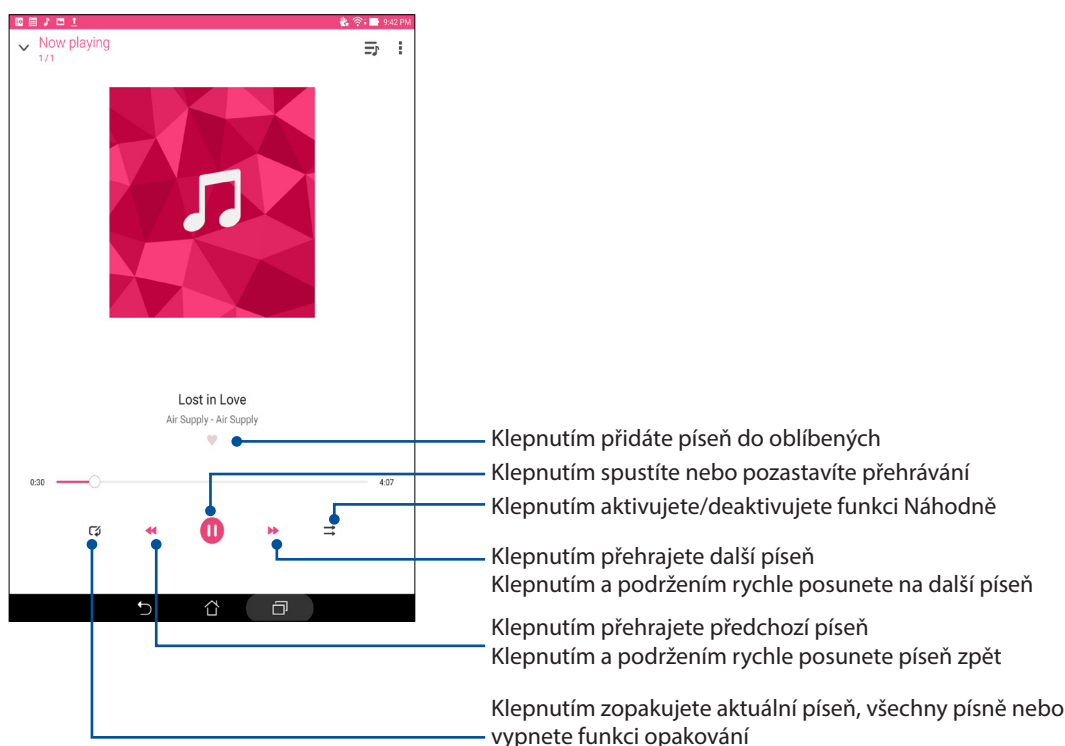 9:42 PM
Now playing
1/1
Lost in Love
Air Supply - Air Supply
Klepnutím přidáte píseň do oblíbených
Klepnutím spustíte nebo pozastavíte přehrávání
0:30
4:07
Klepnutím aktivujete/deaktivujete funkci Náhodně
Klepnutím přehrajete další píseň
Klepnutím a podržením rychle posunete na další píseň
Klepnutím přehrajete předchozí píseň
Klepnutím a podržením rychle posunete píseň zpět
Klepnutím zopakujete aktuální píseň, všechny písně nebo
vypnete funkci opakování